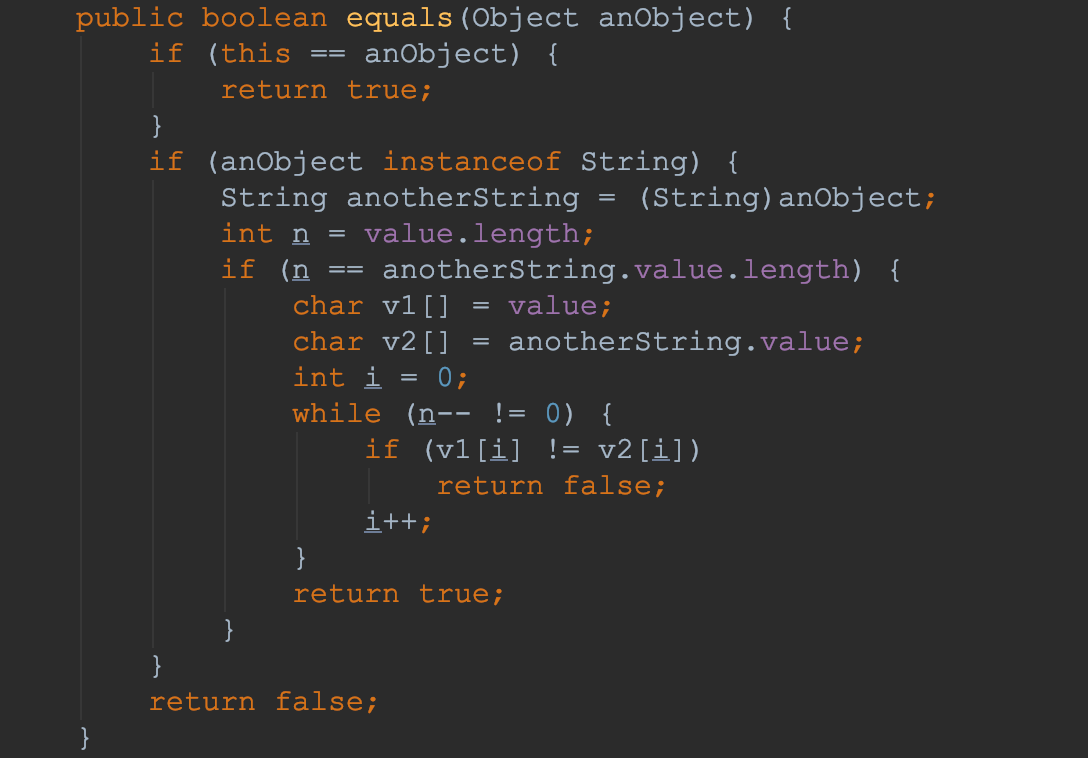 public boolean equals(Object anObject) {
    if (this == anObject) {
        return true;
    }
    if (anObject instanceof String) {
        String anotherString = (String)anObject;
        int n = value.length;
        if (n == anotherString.value.length) {
            char v1[] = value;
            char v2[] = anotherString.value;
            int i = 0;
            while (n-- != 0) {
                if (v1[i] != v2[i])
                    return false;
                i++;
            }
            return true;
        }
    }
    return false;
}